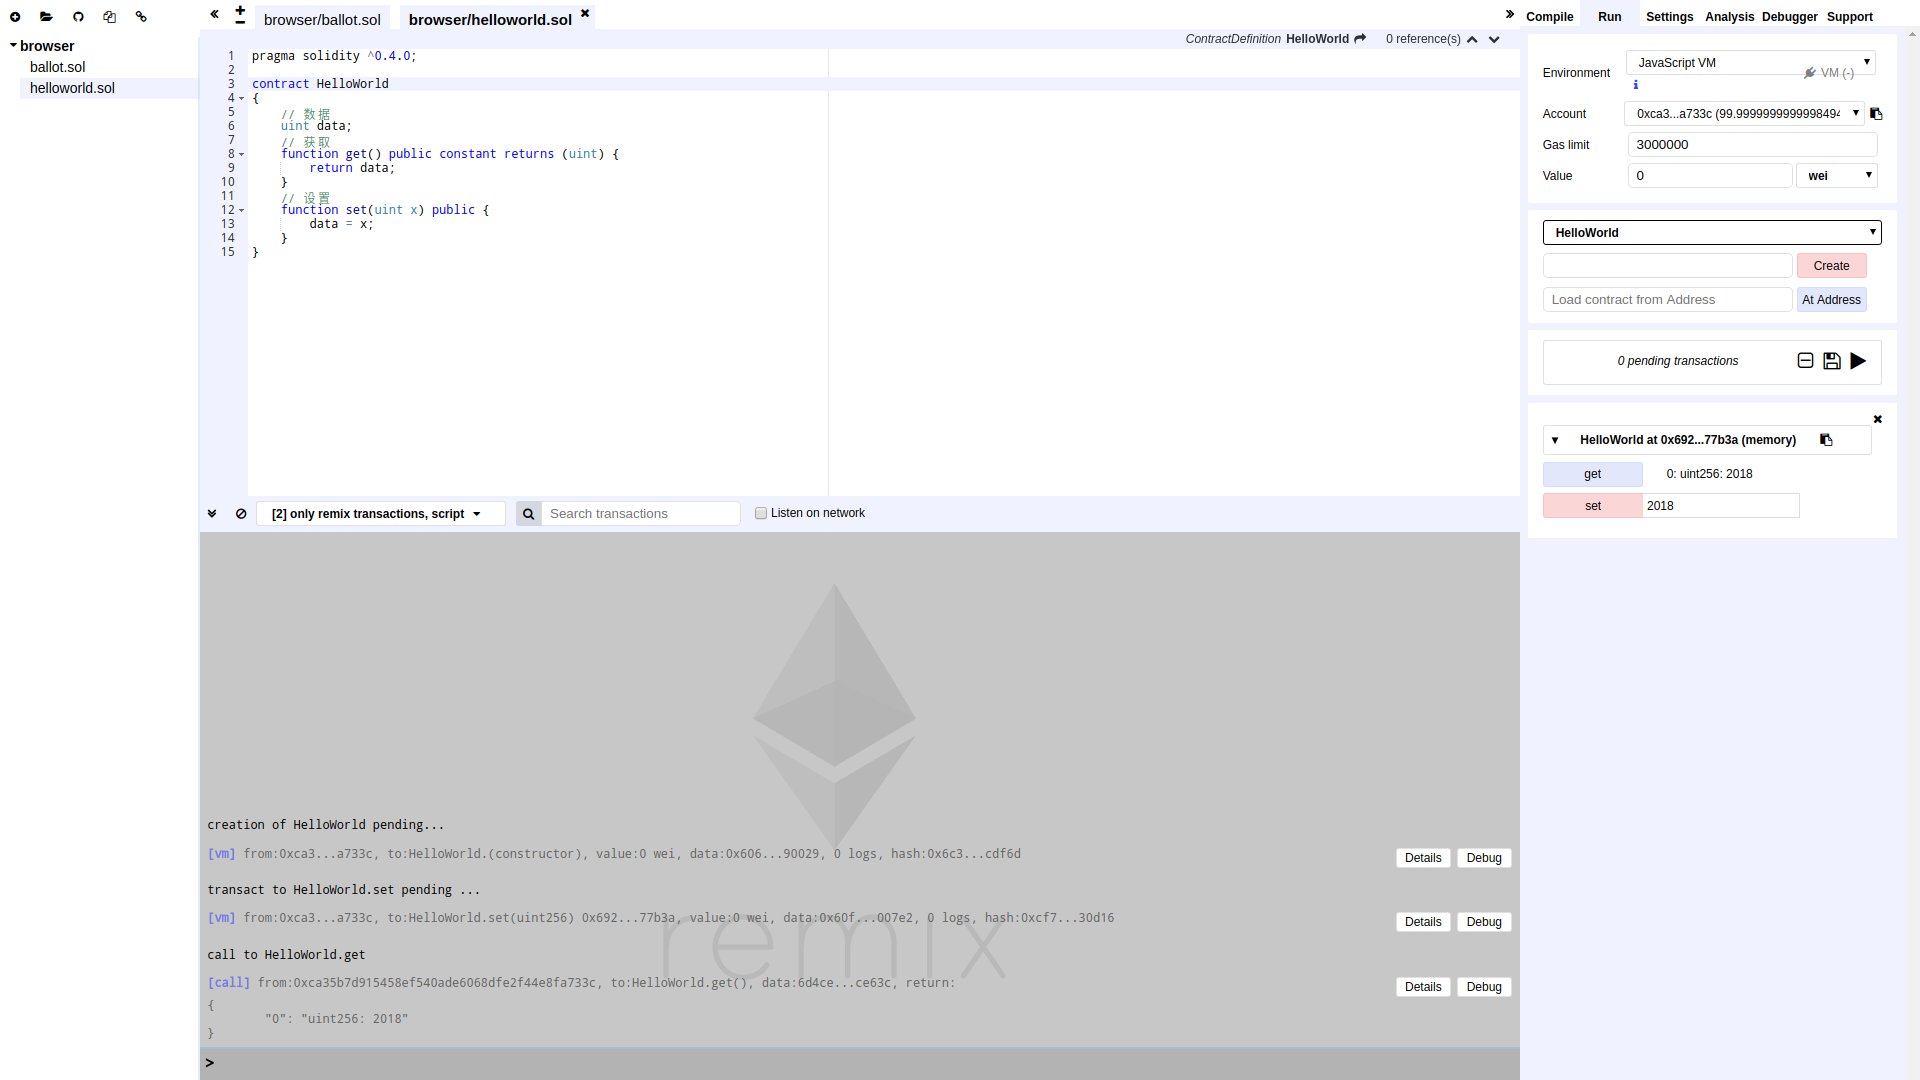 browser
ballot.sol
helloworld.sol
browser/ballot.sol
browser/helloworld.sol
ContractDefinition HelloWorld 0 reference(s)
1 pragma solidity ^0.4.0;
2
3 contract HelloWorld
4 {
5 // 数据
6 uint data;
7 // 获取
8 function get() public constant returns (uint) {
9 return data;
10 }
11 // 设置
12 function set(uint x) public {
13 data = x;
14 }
15 }
[2] only remix transactions, script
Search transactions
Listen on network
remix
creation of HelloWorld pending...
[vm] from:0xca3...a733c, to:HelloWorld.(constructor), value:0 wei, data:0x606...90029, 0 logs, hash:0x6c3...cdf6d
Details Debug
transact to HelloWorld.set pending ...
[vm] from:0xca3...a733c, to:HelloWorld.set(uint256) 0x692...77b3a, value:0 wei, data:0x60f...007e2, 0 logs, hash:0xcf7...30d16
Details Debug
call to HelloWorld.get
[call] from:0xca35b7d915458ef540ade6068dfe2f44e8fa733c, to:HelloWorld.get(), data:6d4ce...ce63c, return:
Details Debug
{
"0": "uint256: 2018"
}
>
Compile Run Settings Analysis Debugger Support
Environment JavaScript VM
VM (-)
Account 0xca3...a733c (99.9999999999998494
Gas limit 3000000
Value 0 wei
HelloWorld
Create
Load contract from Address At Address
0 pending transactions
HelloWorld at 0x692...77b3a (memory)
get 0: uint256: 2018
set 2018